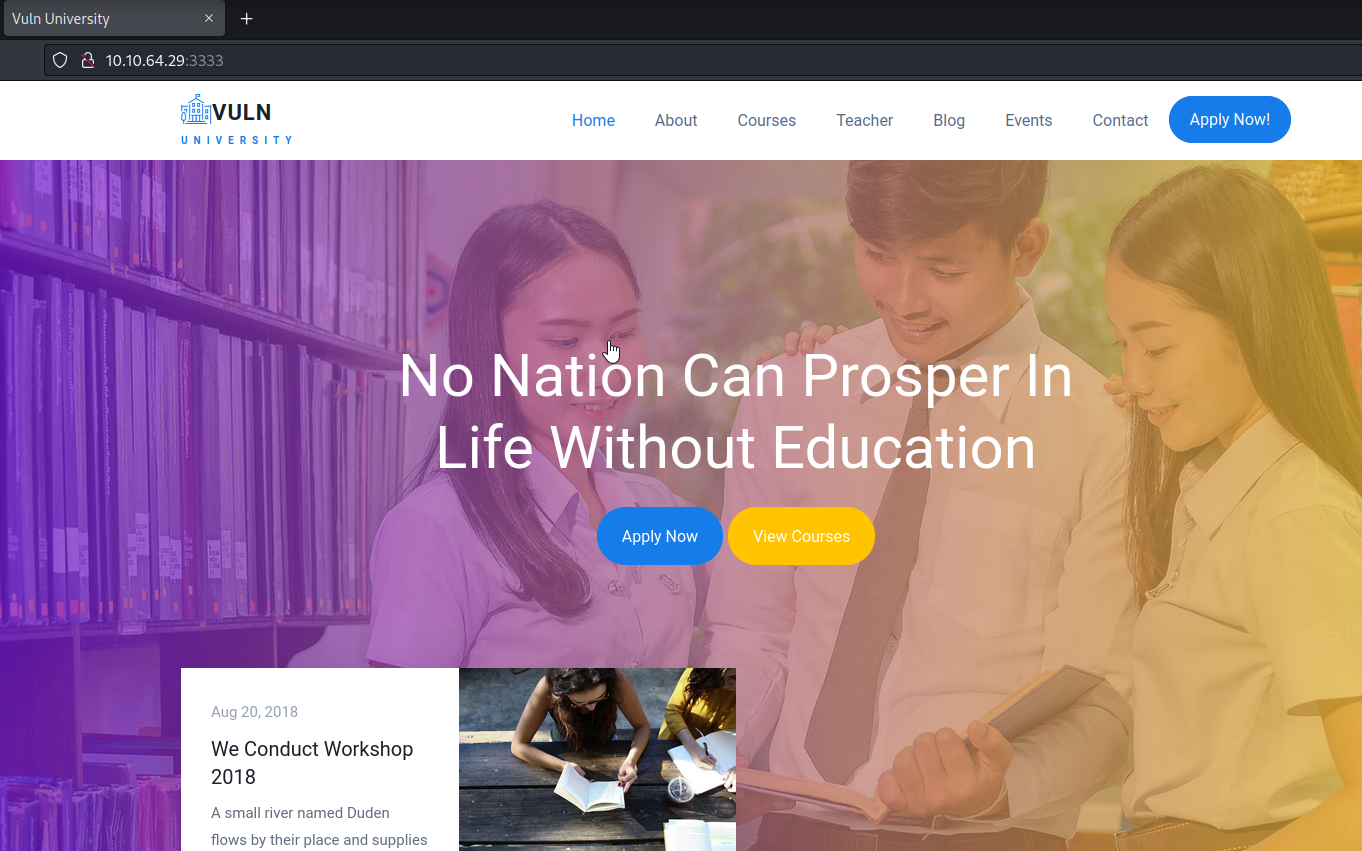 Vuln University
10.10.64.29:3333
VULN
UNIVERSITY
Home About Courses Teacher Blog Events Contact Apply Now!
No Nation Can Prosper In
Life Without Education
Apply Now View Courses
Aug 20, 2018
We Conduct Workshop
2018
A small river named Duden
flows by their place and supplies